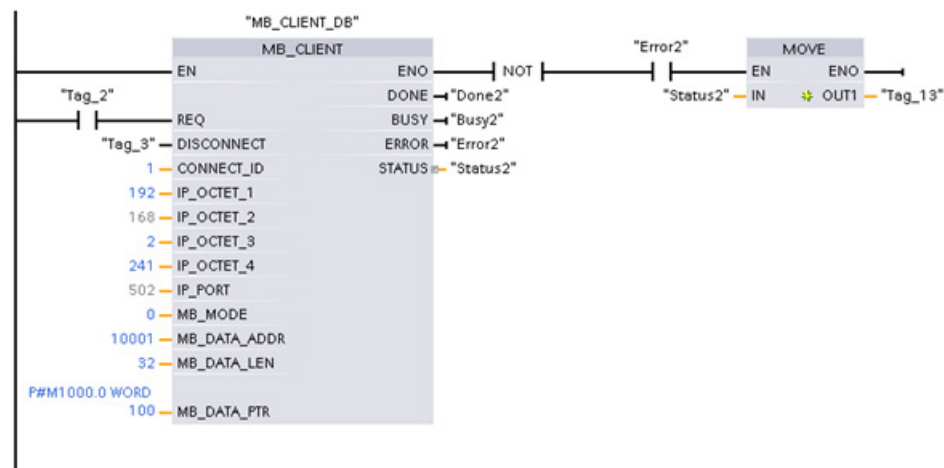 "MB_CLIENT_DB"
MB_CLIENT
"Error2"
MOVE
EN ENO NOT EN ENO
"Tag_2" DONE "Done2" "Status2" IN OUT1 "Tag_13"
REQ BUSY "Busy2"
"Tag_3" DISCONNECT ERROR "Error2"
1 CONNECT_ID STATUS "Status2"
192 IP_OCTET_1
168 IP_OCTET_2
2 IP_OCTET_3
241 IP_OCTET_4
502 IP_PORT
0 MB_MODE
10001 MB_DATA_ADDR
32 MB_DATA_LEN
P#M1000.0 WORD
100 MB_DATA_PTR